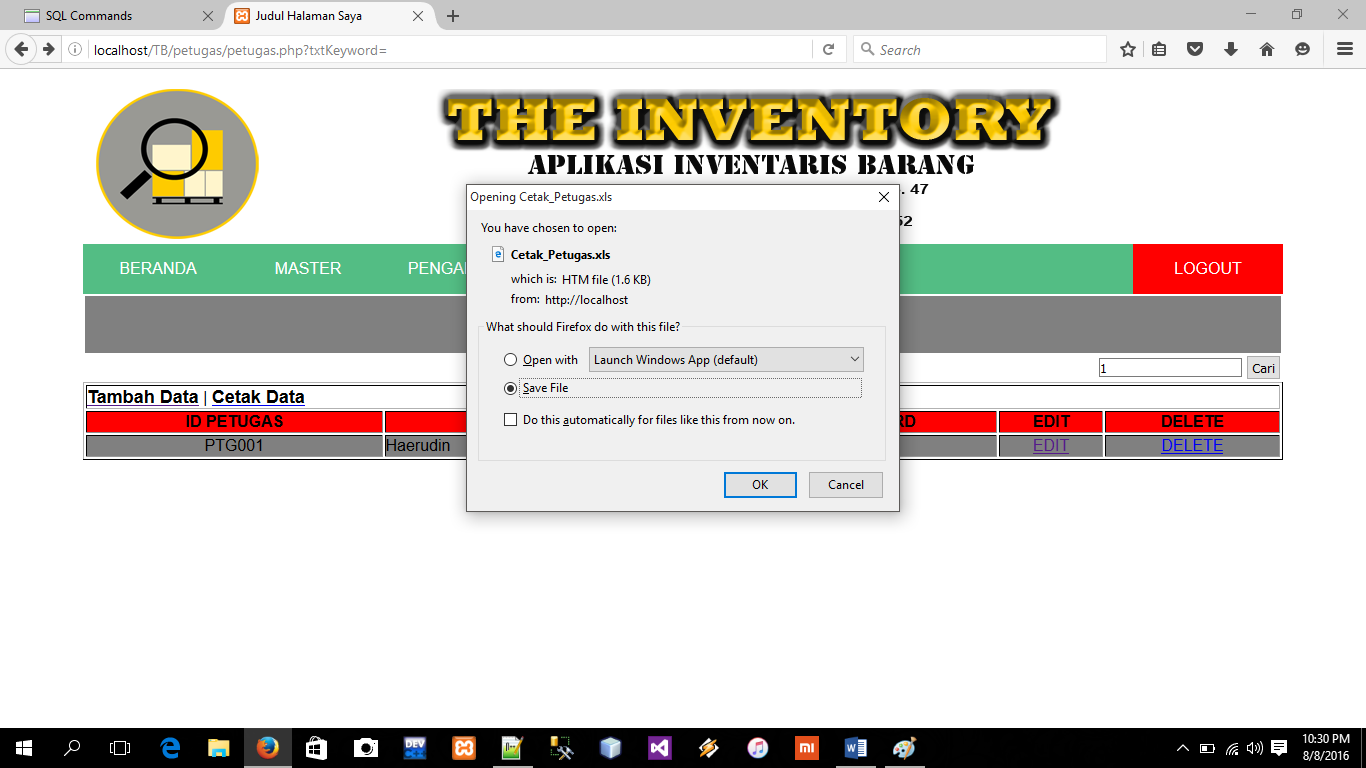 SQL Commands
Judul Halaman Saya
localhost/TB/petugas/petugas.php?txtKeyword=
Search
THE INVENTORY
APLIKASI INVENTARIS BARANG
. 47
52
BERANDA MASTER PENGA LOGOUT
1 Cari
Tambah Data | Cetak Data
ID PETUGAS RD EDIT DELETE
PTG001 Haerudin EDIT DELETE
Opening Cetak_Petugas.xls
You have chosen to open:
Cetak_Petugas.xls
which is: HTM file (1.6 KB)
from: http://localhost
What should Firefox do with this file?
Open with Launch Windows App (default)
Save File
Do this automatically for files like this from now on.
OK Cancel
DEV
mi
10:30 PM
8/8/2016